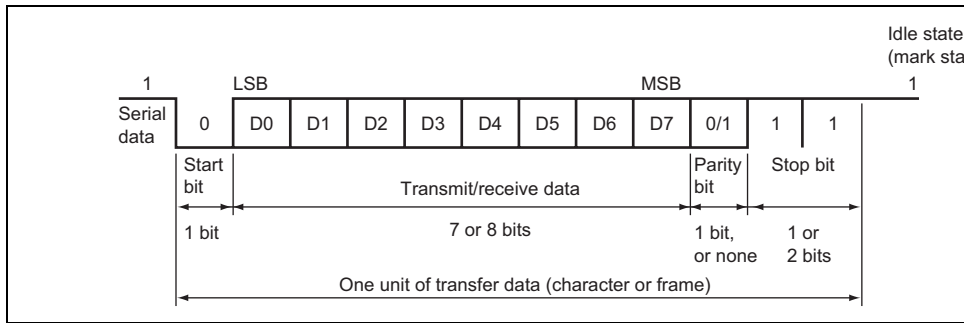 Idle state
(mark sta
1 LSB MSB 1
Serial data 0 D0 D1 D2 D3 D4 D5 D6 D7 0/1 1 1
Start bit Transmit/receive data Parity bit Stop bit
1 bit 7 or 8 bits 1 bit, or none 1 or 2 bits
One unit of transfer data (character or frame)